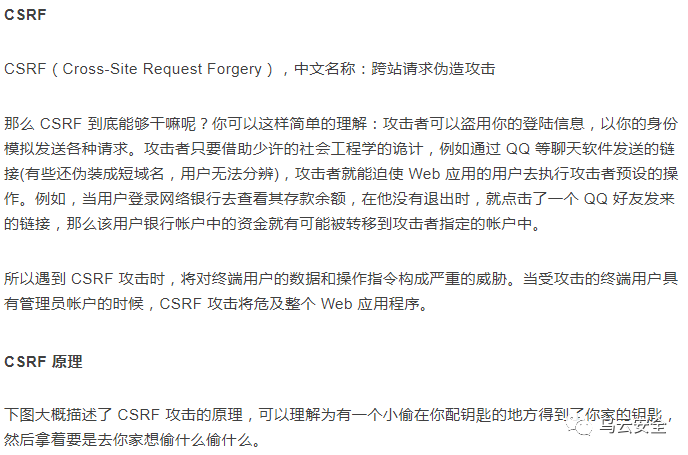 CSRF
CSRF（Cross-Site Request Forgery），中文名称：跨站请求伪造攻击
那么 CSRF 到底能够干嘛呢？你可以这样简单的理解：攻击者可以盗用你的登陆信息，以你的身份
模拟发送各种请求。攻击者只要借助少许的社会工程学的诡计，例如通过 QQ 等聊天软件发送的链
接(有些还伪装成短域名，用户无法分辨)，攻击者就能迫使 Web 应用的用户去执行攻击者预设的操
作。例如，当用户登录网络银行去查看其存款余额，在他没有退出时，就点击了一个 QQ 好友发来
的链接，那么该用户银行帐户中的资金就有可能被转移到攻击者指定的帐户中。
所以遇到 CSRF 攻击时，将对终端用户的数据和操作指令构成严重的威胁。当受攻击的终端用户具
有管理员帐户的时候，CSRF 攻击将危及整个 Web 应用程序。
CSRF 原理
下图大概描述了 CSRF 攻击的原理，可以理解为有一个小偷在你配钥匙的地方得到了你家的钥匙，
然后拿着要是去你家想偷什么偷什么。
乌云安全